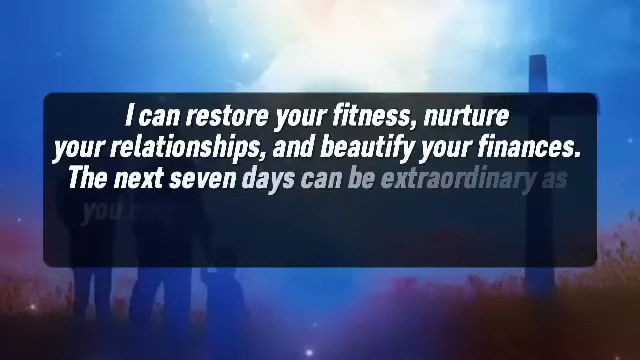 I can restore your fitness, nurture
your relationships, and beautify your finances.
The next seven days can be extraordinary as
you